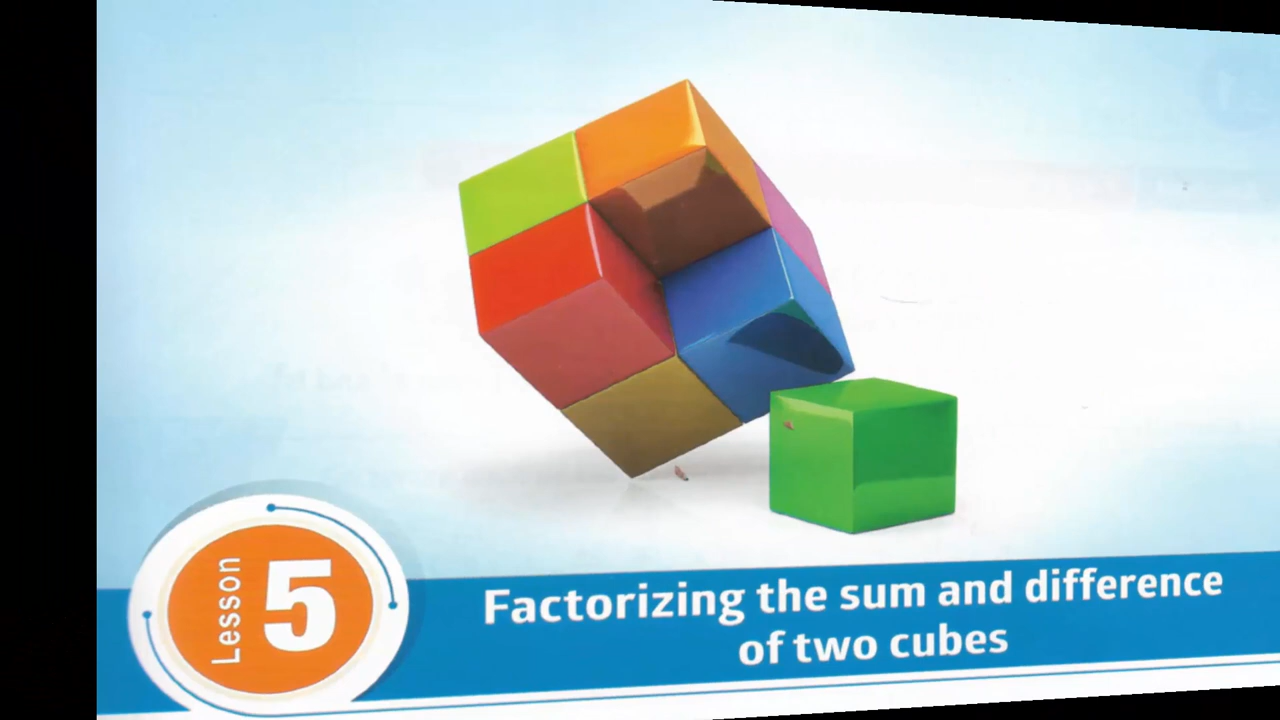 Lesson
5
Factorizing the sum and difference
of two cubes